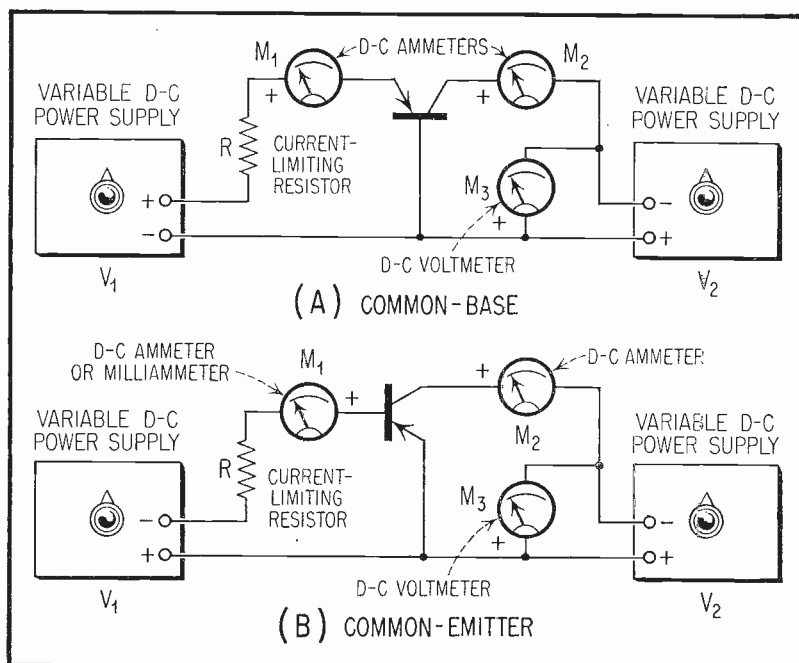 D-C AMMETERS
M1
M2
VARIABLE D-C
POWER SUPPLY
VARIABLE D-C
POWER SUPPLY
+
+
R
CURRENT-
LIMITING
RESISTOR
M3
+
+
-
-
+
D-C VOLTMETER
V1
V2
(A) COMMON-BASE
D-C AMMETER
OR MILLIAMMETER
M1
D-C AMMETER
+
+
VARIABLE D-C
POWER SUPPLY
M2
VARIABLE D-C
POWER SUPPLY
R
CURRENT-
LIMITING
RESISTOR
M3
+
-
+
-
+
D-C VOLTMETER
V1
V2
(B) COMMON-EMITTER